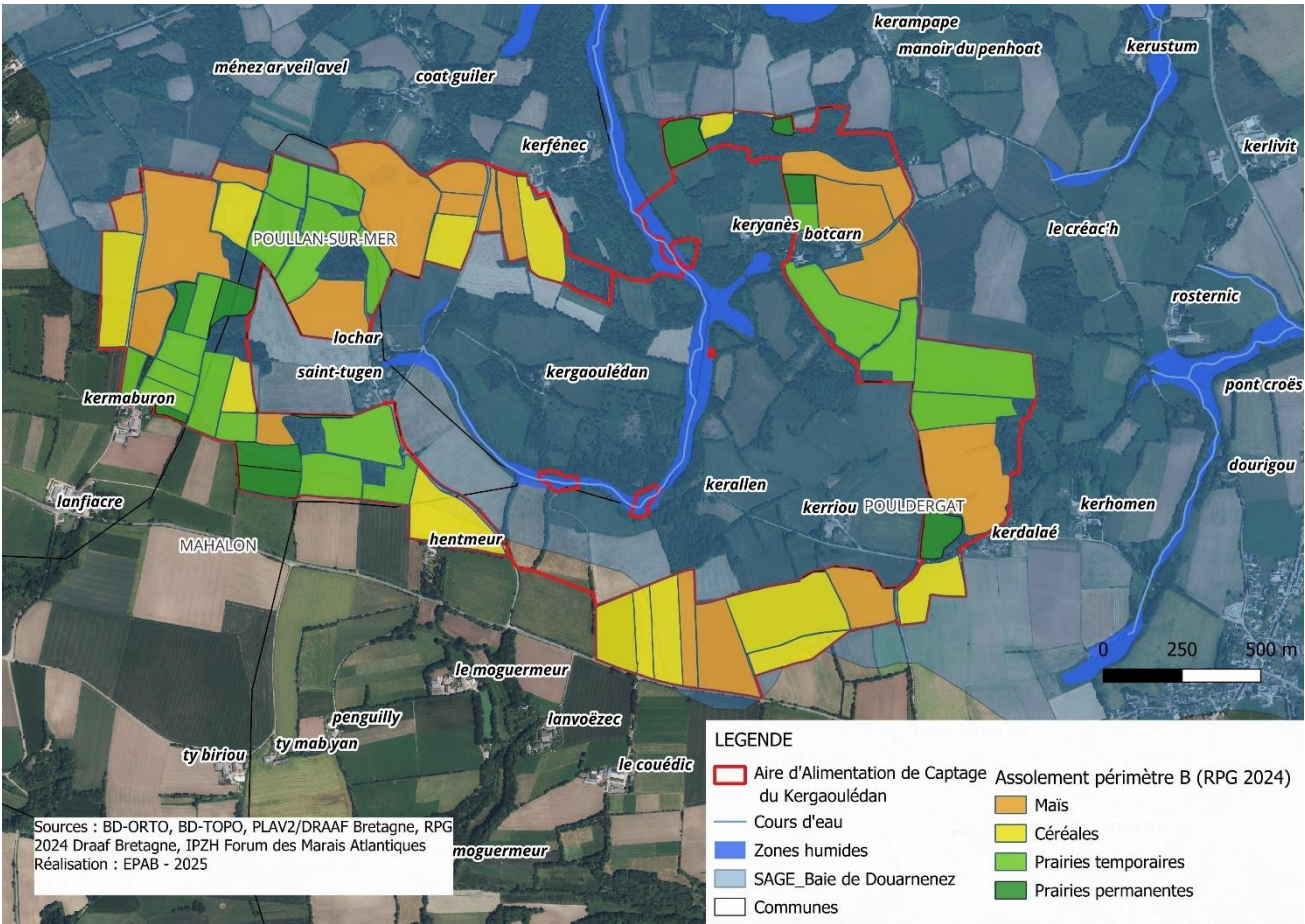 kerampape
manoir du penhoat
kerustum
ménez ar veil avel
coat guiler
kerfénec
kerlivit
keryanès
botcarn
le créac'h
POULLAN-SUR-MER
rosternic
lochar
saint-tugen
kergaoulédan
pont croës
kermaburon
dourigou
lanfiacre
kerallen
kerriou
POULDERGAT
kerhomen
kerdalaé
MAHALON
hentmeur
0 250 500 m
le moguermeur
penguilly
lanvoëzec
ty biriou
ty mab yan
le couëdic
moguermeur
Sources : BD-ORTO, BD-TOPO, PLAV2/DRAAF Bretagne, RPG
2024 Draaf Bretagne, IPZH Forum des Marais Atlantiques
Réalisation : EPAB - 2025
LEGENDE
Aire d'Alimentation de Captage
du Kergaoulédan
Cours d'eau
Zones humides
SAGE_Baie de Douarnenez
Communes
Assolement périmètre B (RPG 2024)
Maïs
Céréales
Prairies temporaires
Prairies permanentes